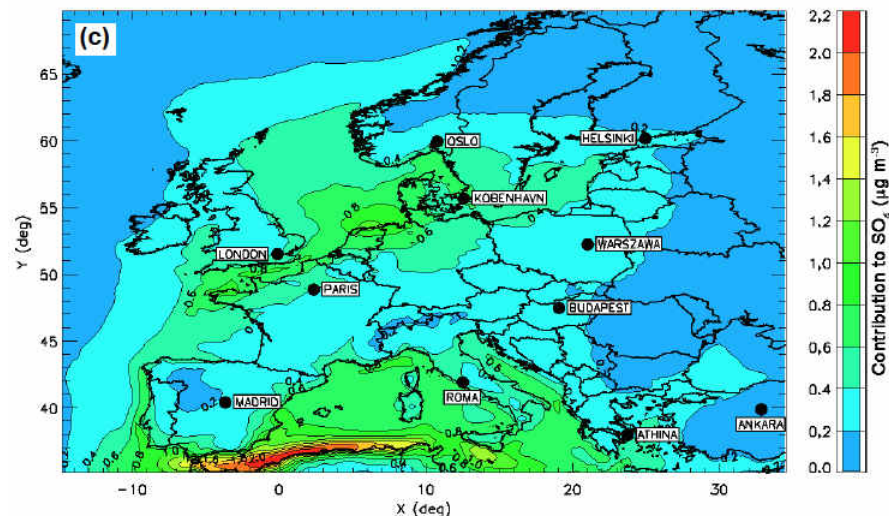 (c)
2.2
2.0
1.8
1.6
1.4
1.2
1.0
0.8
0.6
0.4
0.2
0.0
Contribution to SO₄ (µg m⁻³)
65
60
55
50
45
40
Y (deg)
OSLO
HELSINKI
KOBENHAVN
LONDON
WARSZAWA
PARIS
BUDAPEST
MADRID
ROMA
ATHINA
ANKARA
-10
0
10
20
30
X (deg)